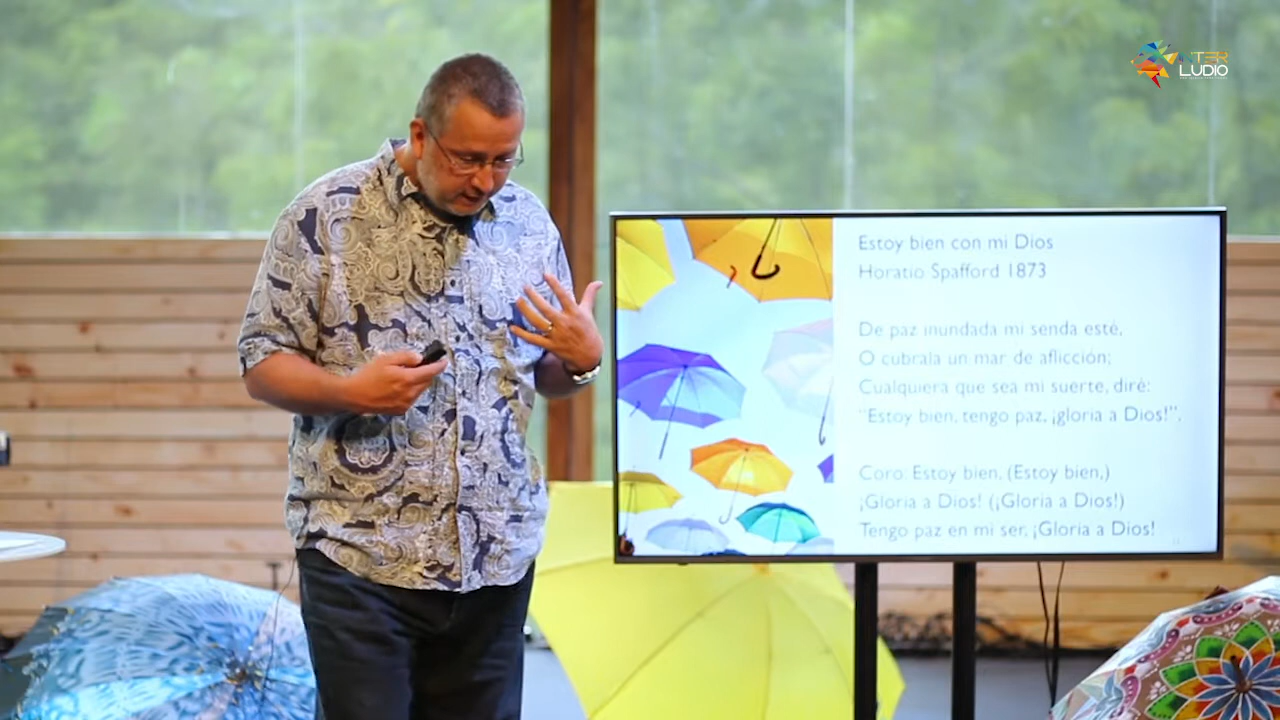 INTER
LUDIO
Estoy bien con mi Dios
Horatio Spafford 1873
De paz inundada mi senda esté,
O cubrala un mar de aflicción;
Cualquiera que sea mi suerte, diré:
“Estoy bien, tengo paz, ¡gloria a Dios!”.
Coro: Estoy bien, (Estoy bien,)
¡Gloria a Dios! (¡Gloria a Dios!)
Tengo paz en mi ser, ¡Gloria a Dios!